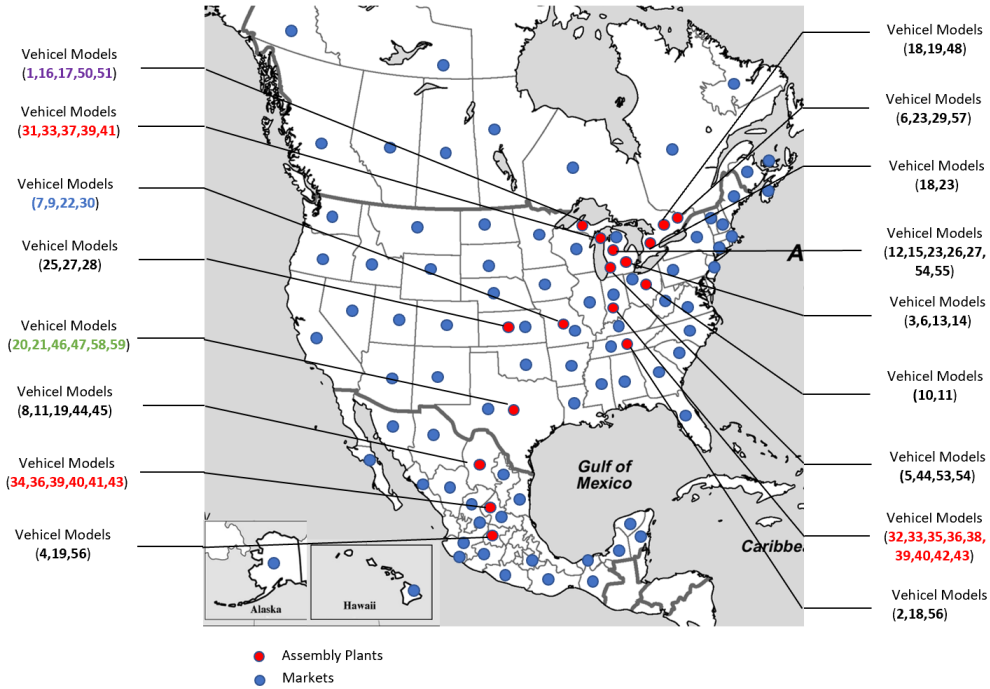 Vehicel Models
(1,16,17,50,51)
Vehicel Models
(31,33,37,39,41)
Vehicel Models
(7,9,22,30)
Vehicel Models
(25,27,28)
Vehicel Models
(20,21,46,47,58,59)
Vehicel Models
(8,11,19,44,45)
Vehicel Models
(34,36,39,40,41,43)
Vehicel Models
(4,19,56)
Vehicel Models
(18,19,48)
Vehicel Models
(6,23,29,57)
Vehicel Models
(18,23)
Vehicel Models
(12,15,23,26,27,
54,55)
Vehicel Models
(3,6,13,14)
Vehicel Models
(10,11)
Vehicel Models
(5,44,53,54)
Vehicel Models
(32,33,35,36,38,
39,40,42,43)
Vehicel Models
(2,18,56)
A
Gulf of
Mexico
Caribbea
Alaska
Hawaii
Assembly Plants
Markets